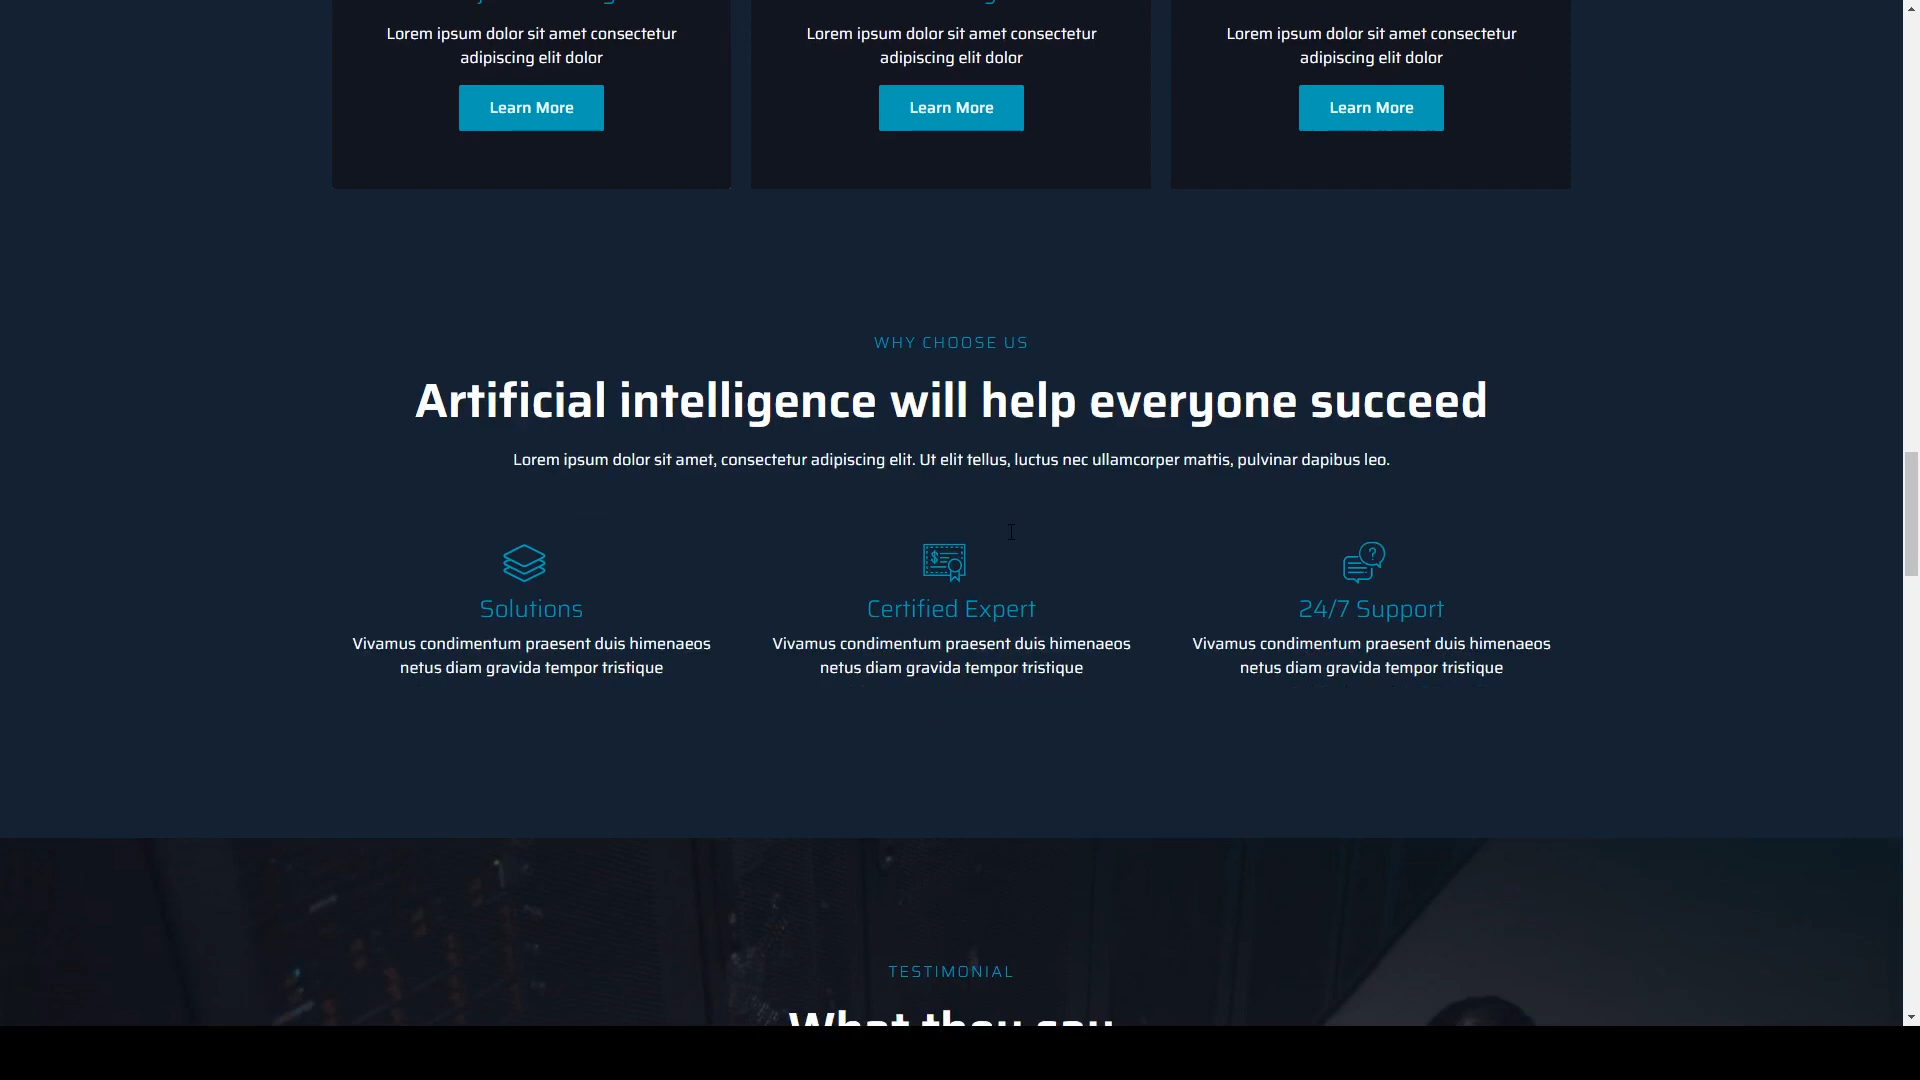 Lorem ipsum dolor sit amet consectetur
adipiscing elit dolor
Learn More
Lorem ipsum dolor sit amet consectetur
adipiscing elit dolor
Learn More
Lorem ipsum dolor sit amet consectetur
adipiscing elit dolor
Learn More
WHY CHOOSE US
Artificial intelligence will help everyone succeed
Lorem ipsum dolor sit amet, consectetur adipiscing elit. Ut elit tellus, luctus nec ullamcorper mattis, pulvinar dapibus leo.
Solutions
Vivamus condimentum praesent duis himenaeos
netus diam gravida tempor tristique
Certified Expert
Vivamus condimentum praesent duis himenaeos
netus diam gravida tempor tristique
24/7 Support
Vivamus condimentum praesent duis himenaeos
netus diam gravida tempor tristique
TESTIMONIAL
What they say